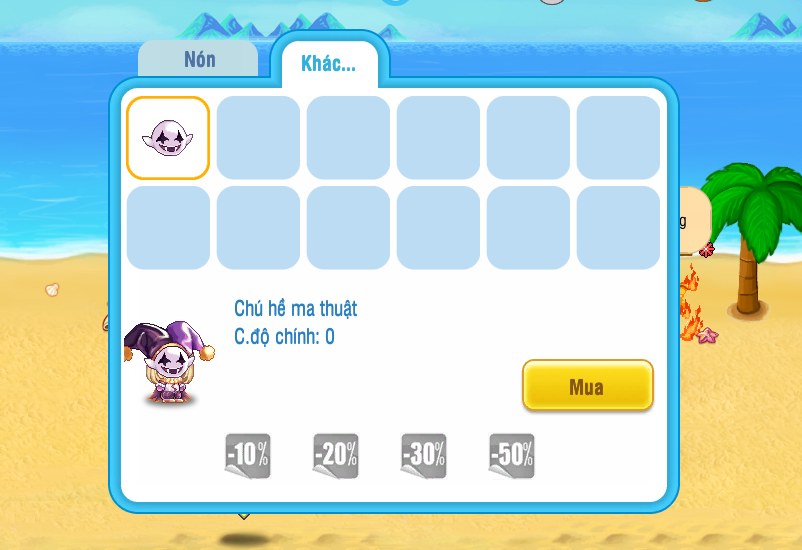 Nón
Khác...
g
Chú hề ma thuật
C.độ chính: 0
Mua
-10% -20% -30% -50%